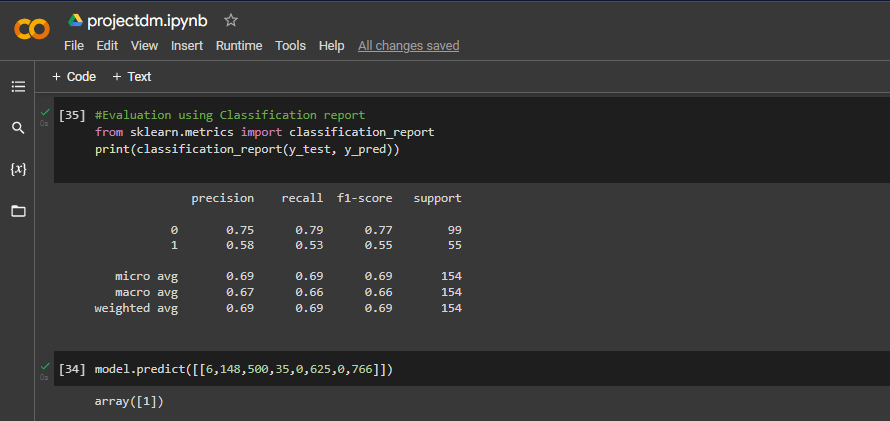 projectdm.ipynb
File Edit View Insert Runtime Tools Help All changes saved
+ Code + Text
[35] #Evaluation using Classification report
0s
from sklearn.metrics import classification_report
print(classification_report(y_test, y_pred))
{x}
precision recall f1-score support
0 0.75 0.79 0.77 99
1 0.58 0.53 0.55 55
micro avg 0.69 0.69 0.69 154
macro avg 0.67 0.66 0.66 154
weighted avg 0.69 0.69 0.69 154
[34] model.predict([[6,148,500,35,0,625,0,766]])
0s
array([1])